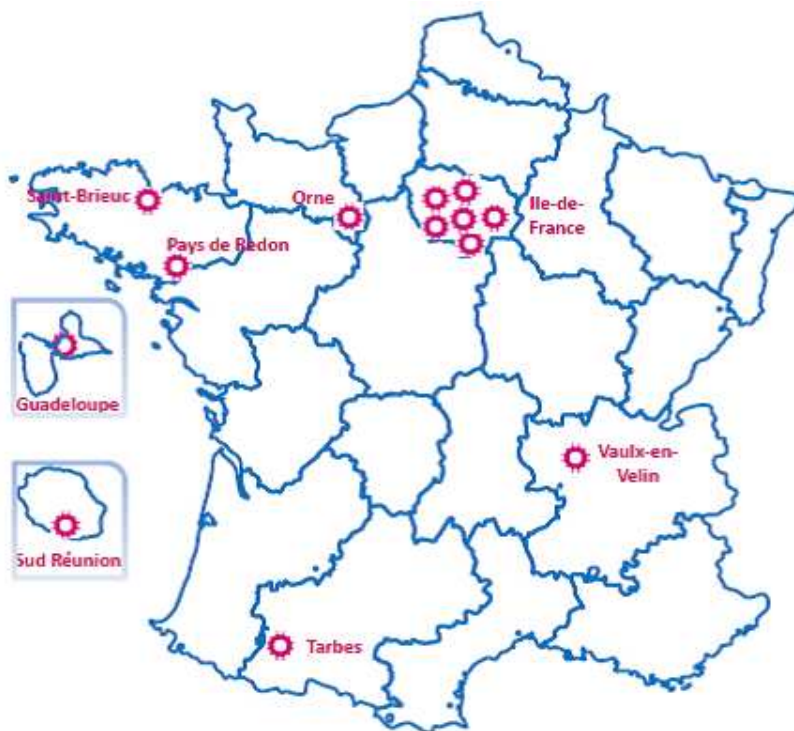 Saint-Brieuc
Orne
Ile-de-
France
Pays de Redon
Guadeloupe
Vaulx-en-
Velin
Sud Réunion
Tarbes